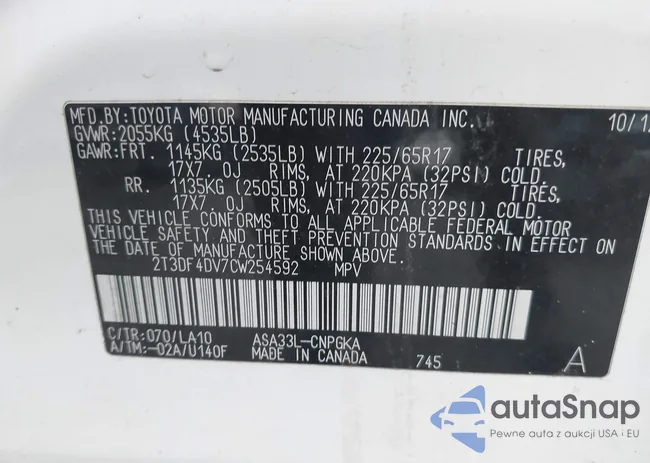 MFD.BY:TOYOTA MOTOR MANUFACTURING CANADA INC. 10/1
GVWR:2055KG (4535LB)
GAWR:FRT. 1145KG (2535LB) WITH 225/65R17 TIRES,
17X7.0J RIMS, AT 220KPA (32PSI) COLD.
RR. 1135KG (2505LB) WITH 225/65R17 TIRES,
17X7.0J RIMS, AT 220KPA (32PSI) COLD.
THIS VEHICLE CONFORMS TO ALL APPLICABLE FEDERAL MOTOR
VEHICLE SAFETY AND THEFT PREVENTION STANDARDS IN EFFECT ON
THE DATE OF MANUFACTURE SHOWN ABOVE.
2T3DF4DV7CW254592 MPV
C/TR:070/LA10 ASA33L-CNPGKA
A/TM:-02A/U140F MADE IN CANADA 745 A
autoSnap
Pewne auta z aukcji USA i EU